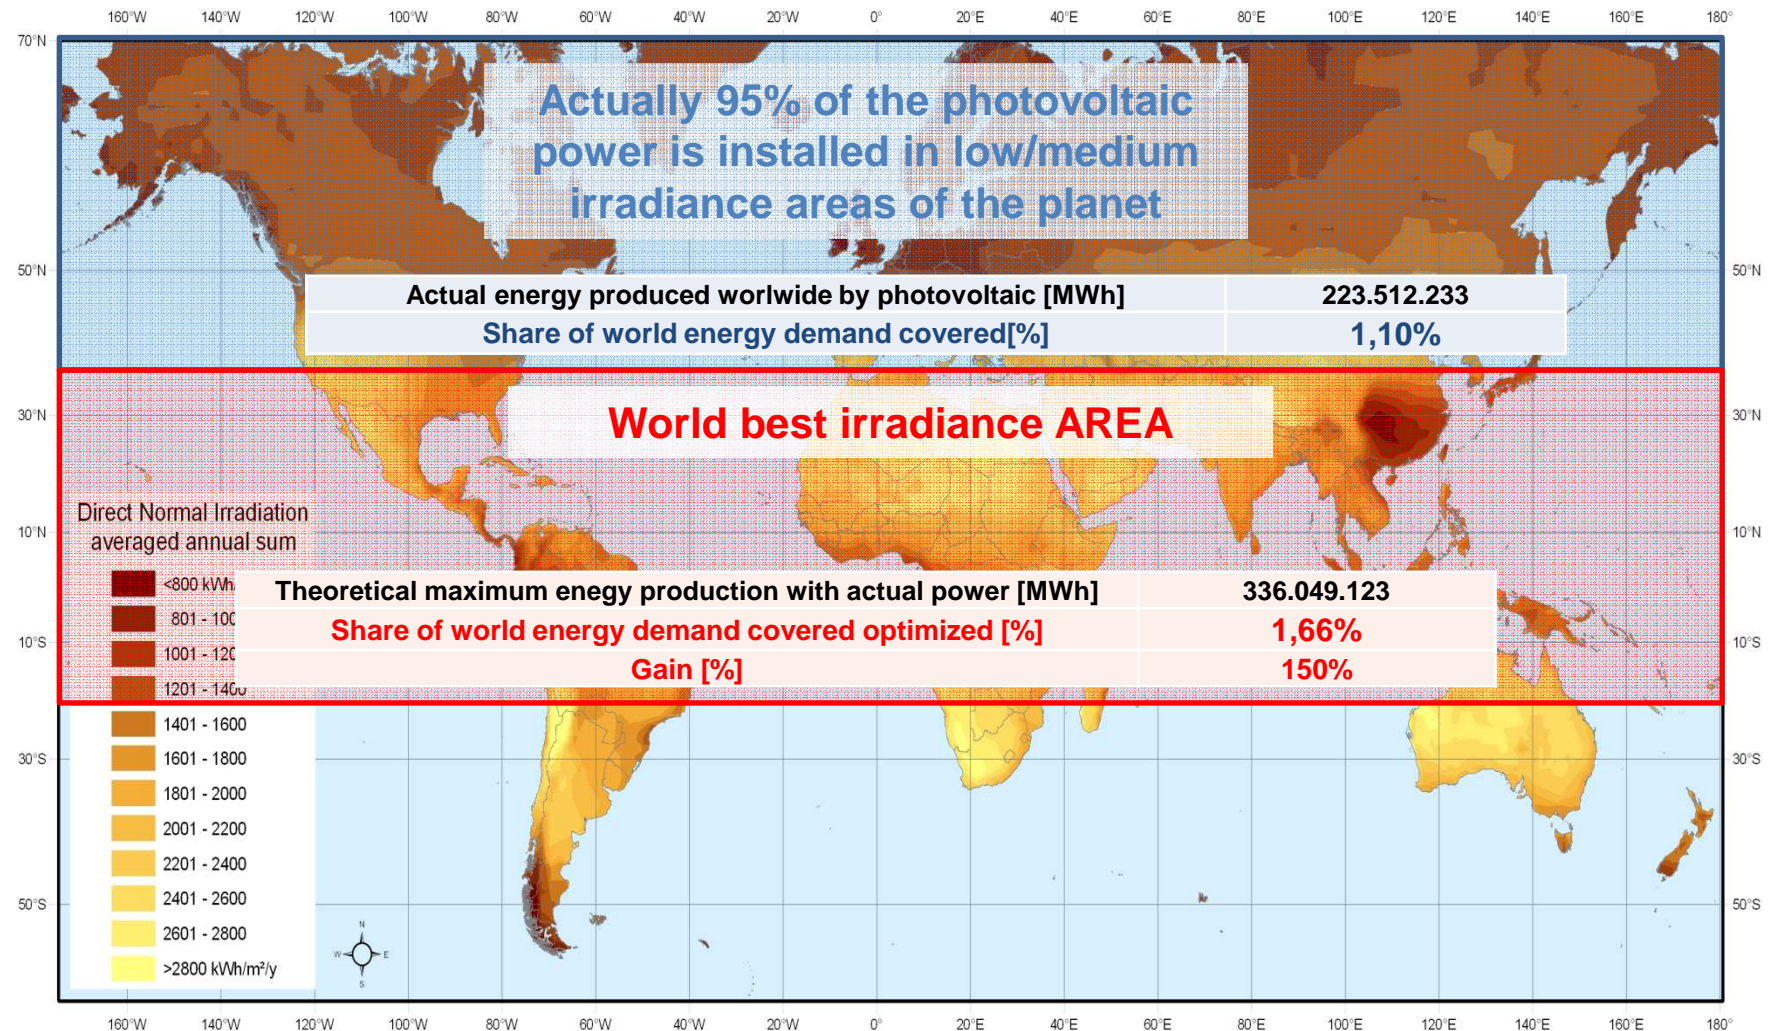 160°W 140°W 120°W 100°W 80°W 60°W 40°W 20°W 0° 20°E 40°E 60°E 80°E 100°E 120°E 140°E 160°E 180°
70°N
Actually 95% of the photovoltaic
power is installed in low/medium
irradiance areas of the planet
50°N 50°N
Actual energy produced worlwide by photovoltaic [MWh] 223.512.233
Share of world energy demand covered[%] 1,10%
30°N 30°N
World best irradiance AREA
Direct Normal Irradiation
averaged annual sum
10°N 10°N
<800 kWh
Theoretical maximum enegy production with actual power [MWh] 336.049.123
801 - 100
Share of world energy demand covered optimized [%] 1,66%
10°S 10°S
1001 - 120
Gain [%] 150%
1201 - 1400
1401 - 1600
1601 - 1800
30°S 30°S
1801 - 2000
2001 - 2200
2201 - 2400
2401 - 2600
50°S 50°S
2601 - 2800
>2800 kWh/m²/y
N
W E
S
160°W 140°W 120°W 100°W 80°W 60°W 40°W 20°W 0° 20°E 40°E 60°E 80°E 100°E 120°E 140°E 160°E 180°